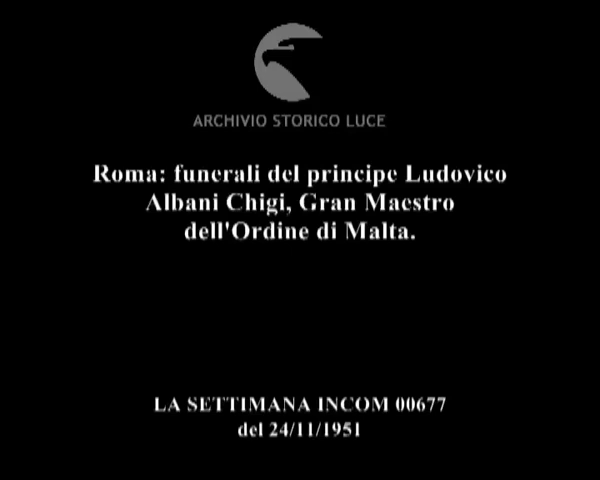 ARCHIVIO STORICO LUCE
Roma: funerali del principe Ludovico
Albani Chigi, Gran Maestro
dell'Ordine di Malta.
LA SETTIMANA INCOM 00677
del 24/11/1951